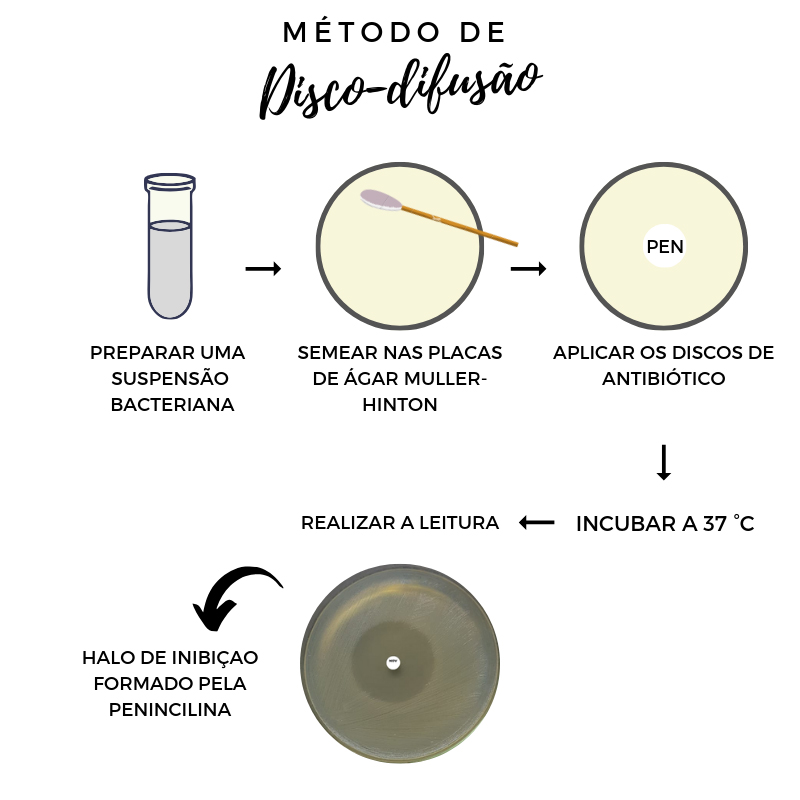 MÉTODO DE
Disco-difusão
PREPARAR UMA
SUSPENSÃO
BACTERIANA
SEMEAR NAS PLACAS
DE ÁGAR MULLER-
HINTON
PEN
APLICAR OS DISCOS DE
ANTIBIÓTICO
INCUBAR A 37 °C
REALIZAR A LEITURA
HALO DE INIBIÇAO
FORMADO PELA
PENINCILINA